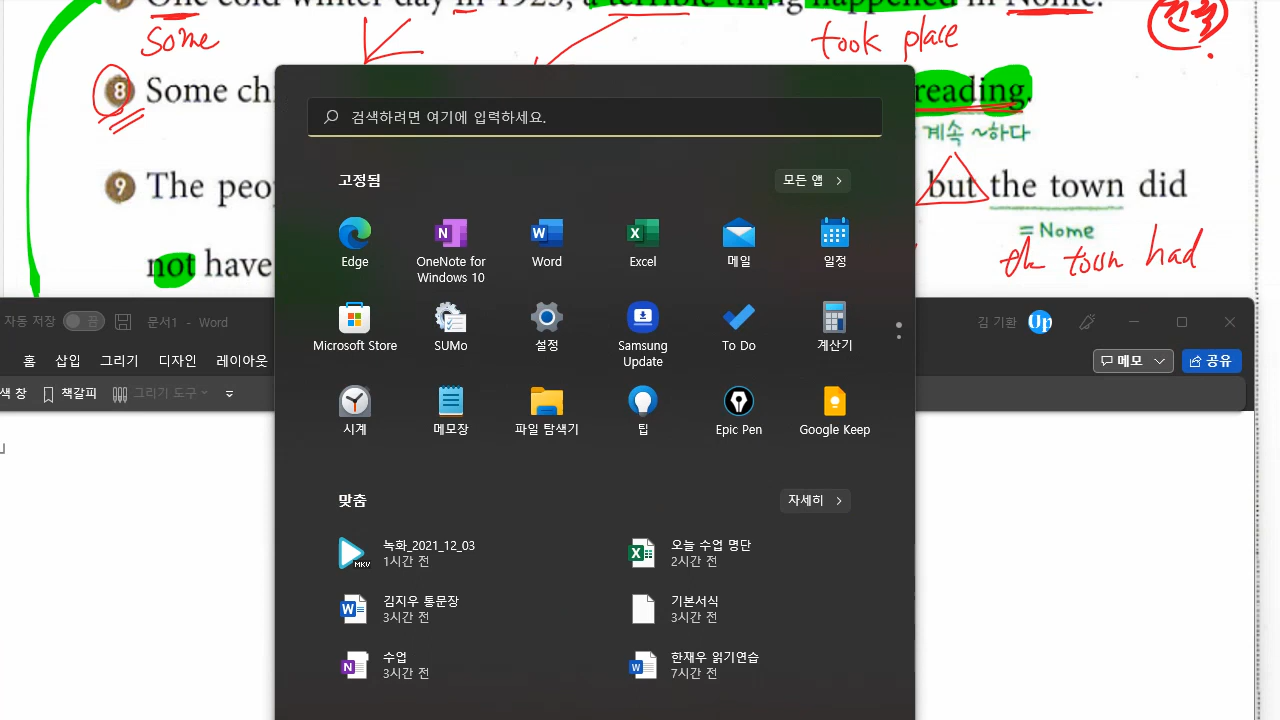 One cold winter day in 1925, a terrible thing happened in Nome.
Some
took place
8 Some chi
reading.
계속 ~하다
9 The peop
but the town did
= Nome
not have
the town had
검색하려면 여기에 입력하세요.
고정됨
모든 앱
Edge
OneNote for Windows 10
Word
Excel
메일
일정
Microsoft Store
SUMo
설정
Samsung Update
To Do
계산기
시계
메모장
파일 탐색기
팁
Epic Pen
Google Keep
맞춤
자세히
녹화_2021_12_03
1시간 전
오늘 수업 명단
2시간 전
김지우 통문장
3시간 전
기본서식
3시간 전
수업
3시간 전
한재우 읽기연습
7시간 전
자동 저장 끔 문서1 - Word
김 기환 Up
홈 삽입 그리기 디자인 레이아웃
메모 공유
색 창 책갈피 그리기 도구
MKV